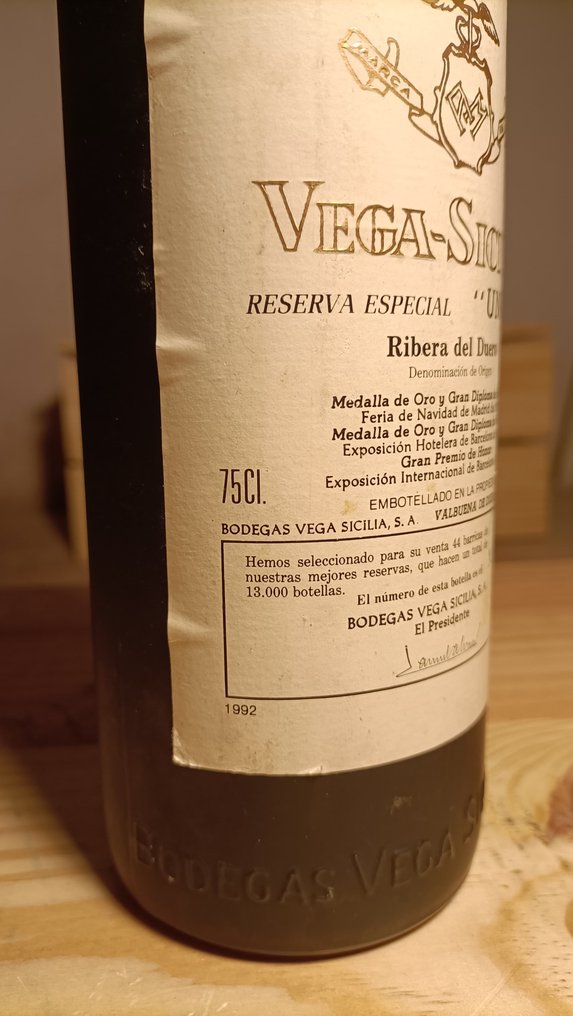 MARCA
VEGA-SICI
RESERVA ESPECIAL "UN
Ribera del Duero
Denominación de Origen
Medalla de Oro y Gran Diploma
Feria de Navidad de Madrid
Medalla de Oro y Gran Diploma
Exposición Hotelera de Barcelona
Gran Premio de Honor
Exposición Internacional de Barcelona
75Cl.
EMBOTELLADO EN LA PROPIE
BODEGAS VEGA SICILIA, S. A. VALBUENA DE DUE
Hemos seleccionado para su venta 44 barricas de
nuestras mejores reservas, que hacen un total de
13.000 botellas. El número de esta botella es el
BODEGAS VEGA SICILIA, S. A.
El Presidente
1992
BODEGAS VEGA S